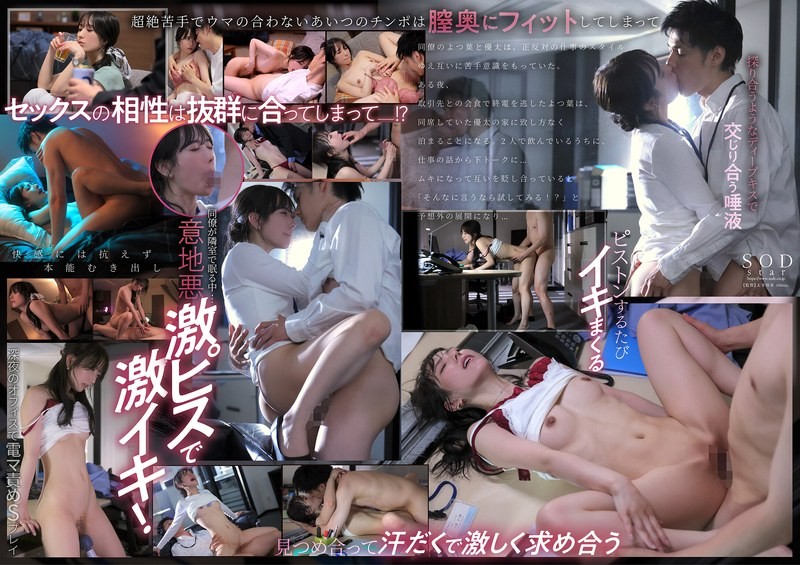 超絶苦手でウマの合わないあいつのチンポは膣奥にフィットしてしまって
セックスの相性は抜群に合ってしまって__!?
同僚のよつ葉と優太は、正反対の仕事のスタイル
ゆえ互いに苦手意識をもっていた。
ある夜、
取引先との会食で終電を逃したよつ葉は、
同席していた優太の家に致し方なく
泊まることになる。2人で飲んでいるうちに、
仕事の話から下トークに...
ムキになって互いを貶し合っていると
「そんなに言うなら試してみる!?」と
予想外の展開になり...
探り合うようなディープキスで
交じり合う唾液
SOD
star
ピストンするたび
イキまくる
快感には抗えず
本能むき出し
同僚が隣室で眠る中…
意地悪
激ピスで
激イキ!
深夜のオフィスで電マ責めSプレイ
見つめ合って汗だくで激しく求め合う